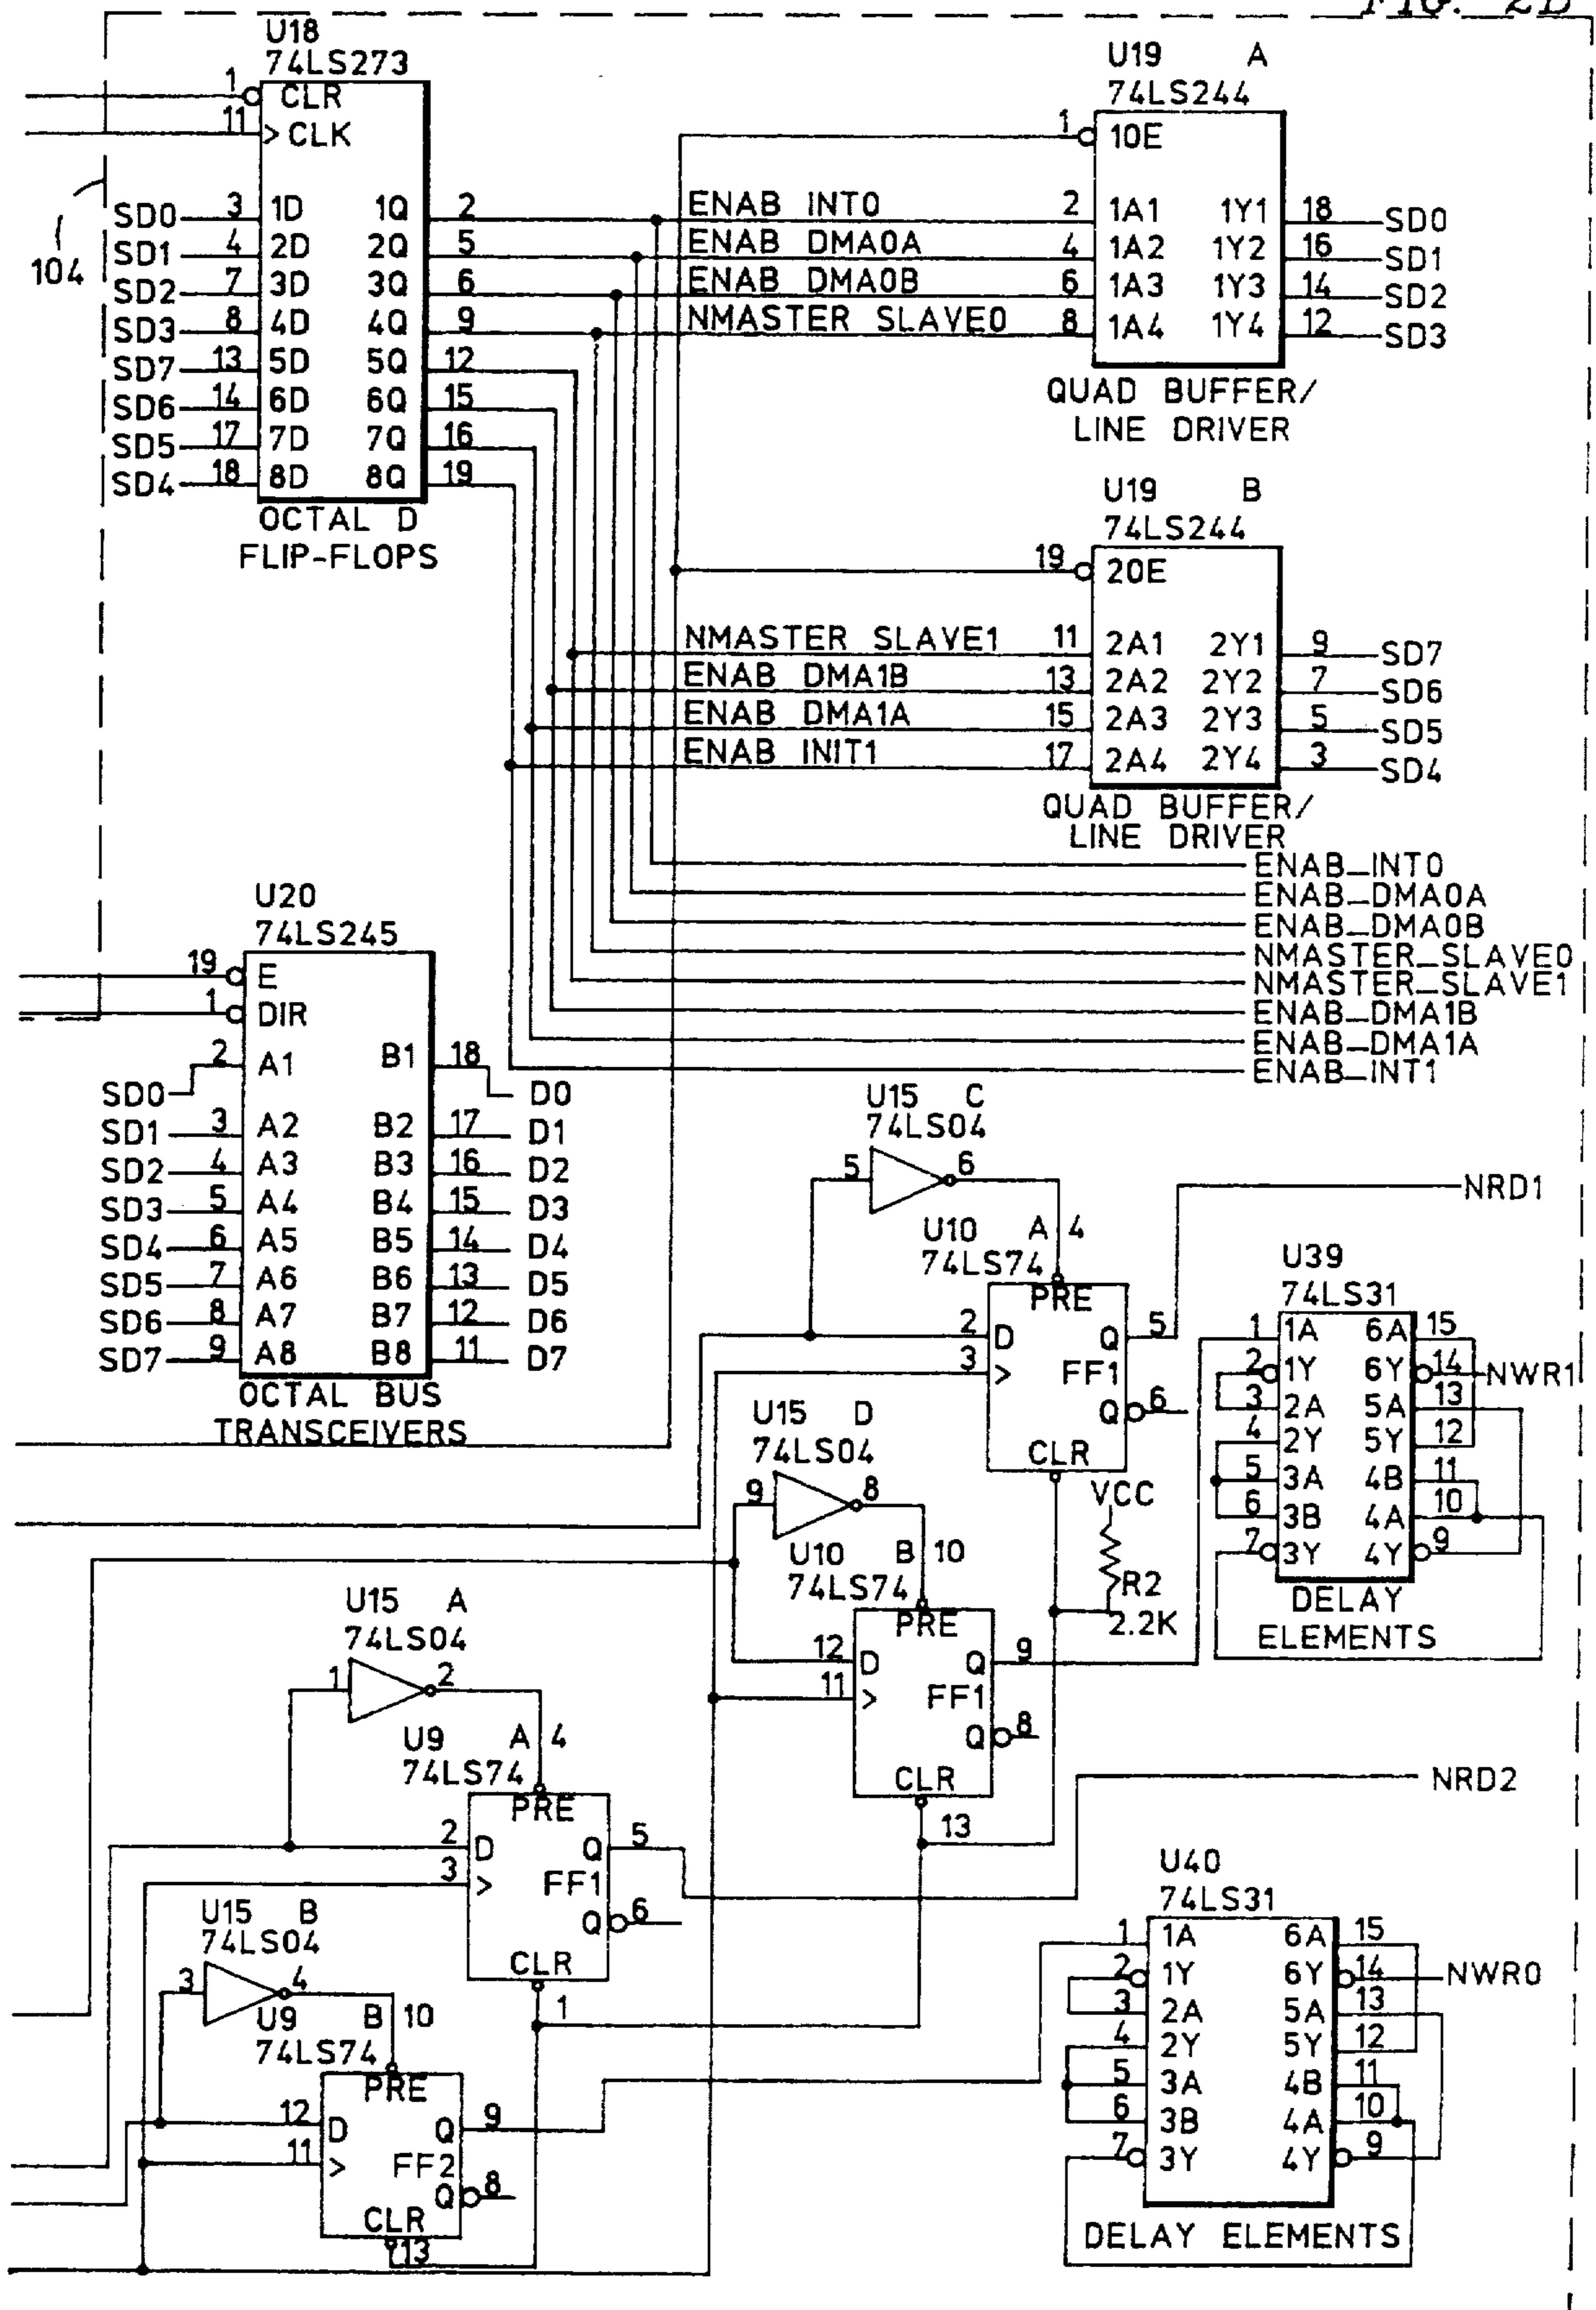 FIG. 2B
U18
74LS273
1 CLR
11 >CLK
104
SD0 3 1D 1Q 2
SD1 4 2D 2Q 5
SD2 7 3D 3Q 6
SD3 8 4D 4Q 9
SD7 13 5D 5Q 12
SD6 14 6D 6Q 15
SD5 17 7D 7Q 16
SD4 18 8D 8Q 19
OCTAL D
FLIP-FLOPS
U19 A
74LS244
1 1OE
ENAB INT0 2 1A1 1Y1 18 SD0
ENAB DMA0A 4 1A2 1Y2 16 SD1
ENAB DMA0B 6 1A3 1Y3 14 SD2
NMASTER SLAVE0 8 1A4 1Y4 12 SD3
QUAD BUFFER/
LINE DRIVER
U19 B
74LS244
19 2OE
NMASTER SLAVE1 11 2A1 2Y1 9 SD7
ENAB DMA1B 13 2A2 2Y2 7 SD6
ENAB DMA1A 15 2A3 2Y3 5 SD5
ENAB INIT1 17 2A4 2Y4 3 SD4
QUAD BUFFER/
LINE DRIVER
ENAB_INT0
ENAB_DMA0A
ENAB_DMA0B
NMASTER_SLAVE0
NMASTER_SLAVE1
ENAB_DMA1B
ENAB_DMA1A
ENAB_INT1
U20
74LS245
19 E
1 DIR
SD0 2 A1 B1 18 D0
SD1 3 A2 B2 17 D1
SD2 4 A3 B3 16 D2
SD3 5 A4 B4 15 D3
SD4 6 A5 B5 14 D4
SD5 7 A6 B6 13 D5
SD6 8 A7 B7 12 D6
SD7 9 A8 B8 11 D7
OCTAL BUS
TRANSCEIVERS
U15 C
74LS04
5 6
NRD1
U10 A 4
74LS74
PRE
2 D Q 5
3 > FF1
Q 6
CLR
U39
74LS31
1 1A 6A 15
2 1Y 6Y 14 NWR1
3 2A 5A 13
4 2Y 5Y 12
5 3A 4B 11
6 3B 4A 10
7 3Y 4Y 9
DELAY
ELEMENTS
VCC
R2
2.2K
U15 D
74LS04
9 8
U10 B 10
74LS74
PRE
12 D Q 9
11 > FF1
Q 8
CLR
13
U15 A
74LS04
1 2
U9 A 4
74LS74
PRE
2 D Q 5
3 > FF1
Q 6
CLR
1
NRD2
U15 B
74LS04
3 4
U9 B 10
74LS74
PRE
12 D Q 9
11 > FF2
Q 8
CLR
13
U40
74LS31
1 1A 6A 15
2 1Y 6Y 14 NWR0
3 2A 5A 13
4 2Y 5Y 12
5 3A 4B 11
6 3B 4A 10
7 3Y 4Y 9
DELAY ELEMENTS